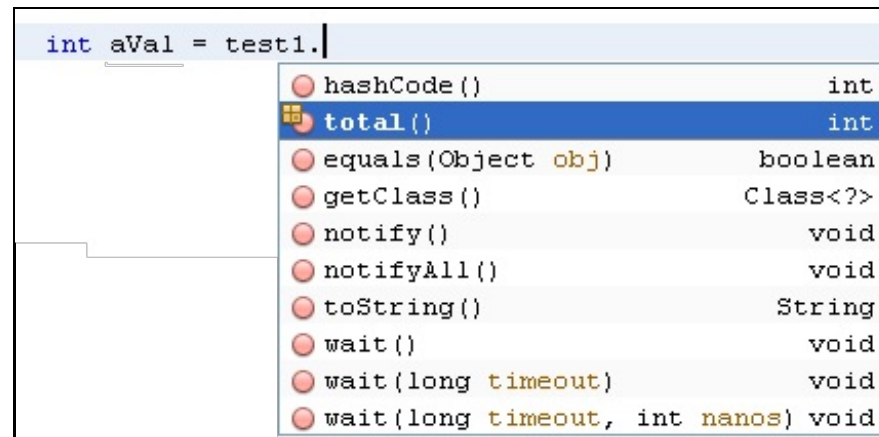 int aVal = test1.
hashCode() int
total() int
equals(Object obj) boolean
getClass() Class<?>
notify() void
notifyAll() void
toString() String
wait() void
wait(long timeout) void
wait(long timeout, int nanos) void